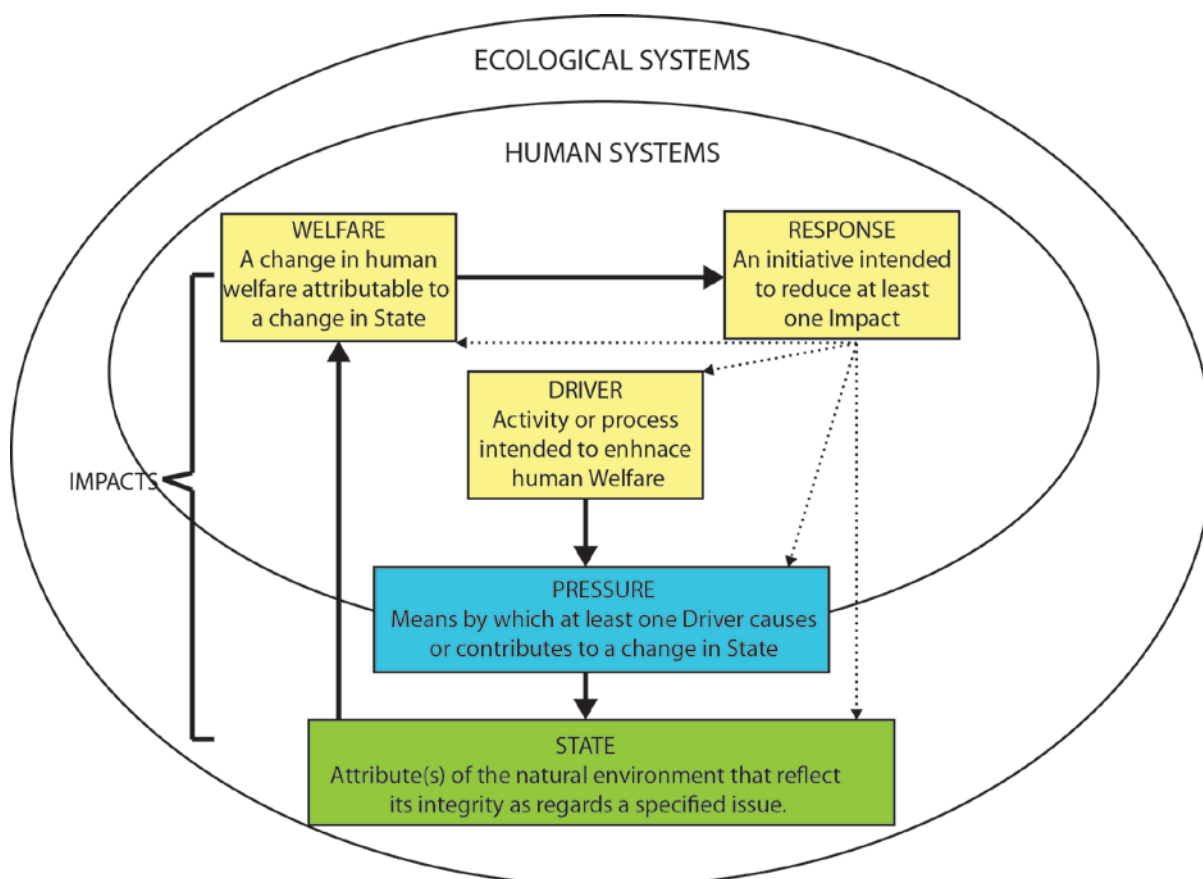 ECOLOGICAL SYSTEMS
HUMAN SYSTEMS
WELFARE
A change in human
welfare attributable to
a change in State
RESPONSE
An initiative intended
to reduce at least
one Impact
DRIVER
Activity or process
intended to enhnace
human Welfare
IMPACTS
PRESSURE
Means by which at least one Driver causes
or contributes to a change in State
STATE
Attribute(s) of the natural environment that reflect
its integrity as regards a specified issue.